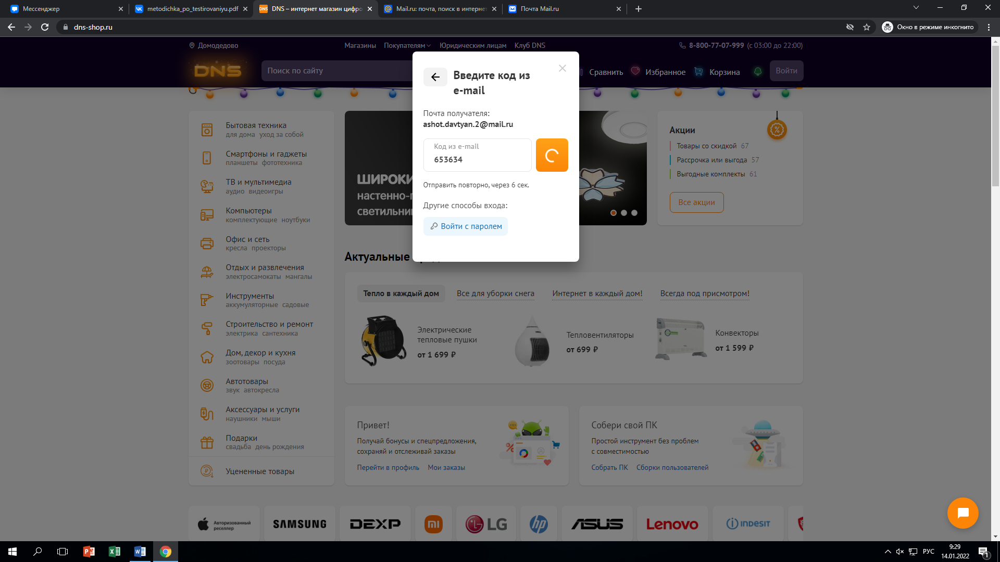 Мессенджер
metodichka_po_testirovaniyu.pdf
DNS – интернет магазин цифро
Mail.ru: почта, поиск в интернет
Почта Mail.ru
dns-shop.ru
Окно в режиме инкогнито
Домодедово
Магазины
Покупателям
Юридическим лицам
Клуб DNS
8-800-77-07-999 (с 03:00 до 22:00)
DNS
Поиск по сайту
Сравнить
Избранное
Корзина
Войти
Введите код из
e-mail
Почта получателя:
ashot.davtyan.2@mail.ru
Код из e-mail
653634
Отправить повторно, через 6 сек.
Другие способы входа:
Войти с паролем
Бытовая техника
для дома уход за собой
Смартфоны и гаджеты
планшеты фототехника
ТВ и мультимедиа
аудио видеоигры
Компьютеры
комплектующие ноутбуки
Офис и сеть
кресла проекторы
Отдых и развлечения
электросамокаты мангалы
Инструменты
аккумуляторные садовые
Строительство и ремонт
электрика сантехника
Дом, декор и кухня
зоотовары посуда
Автотовары
звук автокресла
Аксессуары и услуги
наушники мыши
Подарки
свадьба день рождения
Уцененные товары
ШИРОКИ
настенно-п
светильни
Акции
Товары со скидкой 67
Рассрочка или выгода 57
Выгодные комплекты 61
Все акции
Актуальные
Тепло в каждый дом
Все для уборки снега
Интернет в каждый дом!
Всегда под присмотром!
Электрические
тепловые пушки
от 1 699 ₽
Тепловентиляторы
от 699 ₽
Конвекторы
от 1 599 ₽
Привет!
Получай бонусы и спецпредложения,
сохраняй и отслеживай заказы
Перейти в профиль Мои заказы
Собери свой ПК
Простой инструмент без проблем
с совместимостью
Собрать ПК Сборки пользователей
Авторизованный
реселлер
SAMSUNG
DEXP
mi
LG
hp
ASUS
Lenovo
INDESIT
РУС
9:29
14.01.2022
1